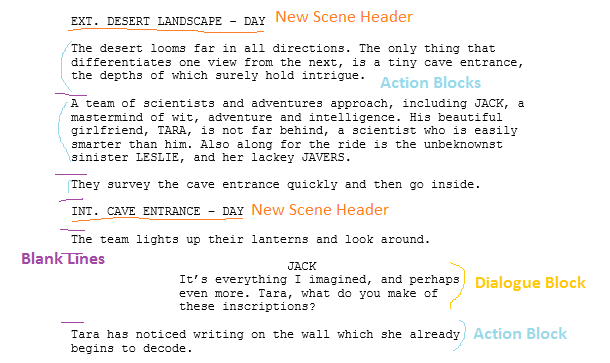 EXT. DESERT LANDSCAPE – DAY New Scene Header
The desert looms far in all directions. The only thing that
differentiates one view from the next, is a tiny cave entrance,
the depths of which surely hold intrigue.
Action Blocks
A team of scientists and adventures approach, including JACK, a
mastermind of wit, adventure and intelligence. His beautiful
girlfriend, TARA, is not far behind, a scientist who is easily
smarter than him. Also along for the ride is the unbeknownst
sinister LESLIE, and her lackey JAVERS.
They survey the cave entrance quickly and then go inside.
INT. CAVE ENTRANCE – DAY New Scene Header
The team lights up their lanterns and look around.
Blank Lines
JACK
It's everything I imagined, and perhaps
even more. Tara, what do you make of
these inscriptions?
Dialogue Block
Tara has noticed writing on the wall which she already
begins to decode.
Action Block